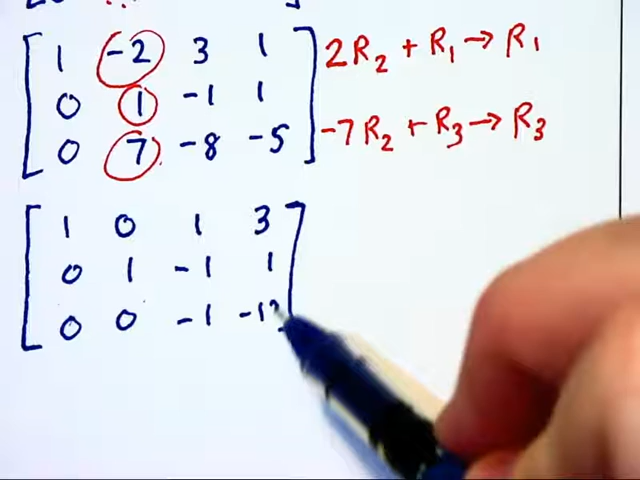 1 -2 3 1 2R₂ + R₁ → R₁
0 1 -1 1
0 7 -8 -5 -7R₂ + R₃ → R₃
1 0 1 3
0 1 -1 1
0 0 -1